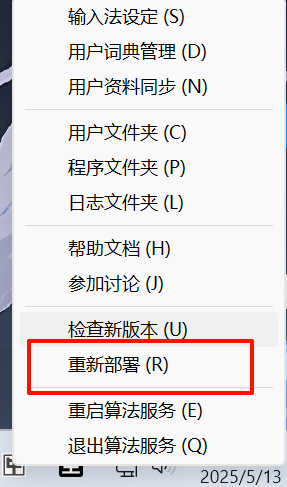 输入法设定 (S)
用户词典管理 (D)
用户资料同步 (N)
用户文件夹 (C)
程序文件夹 (P)
日志文件夹 (L)
帮助文档 (H)
参加讨论 (J)
检查新版本 (U)
重新部署 (R)
重启算法服务 (E)
退出算法服务 (Q)
2025/5/13